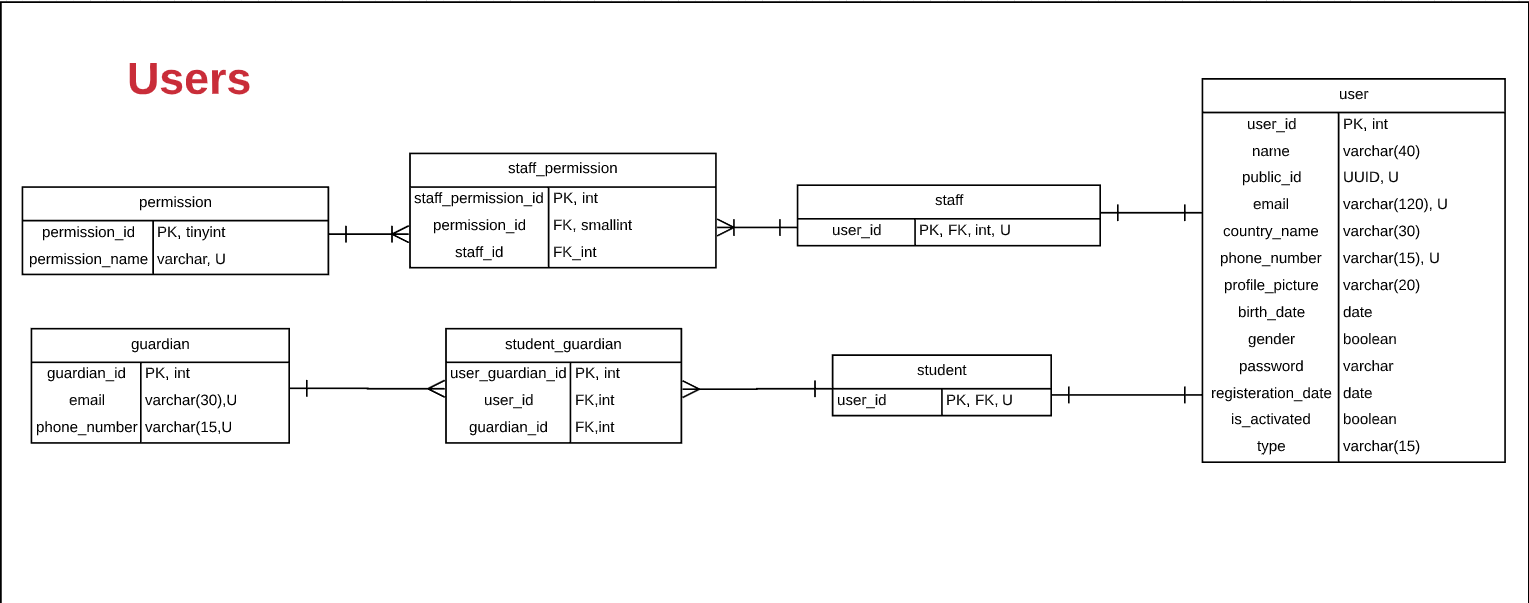 Users
permission
permission_id PK, tinyint
permission_name varchar, U
staff_permission
staff_permission_id PK, int
permission_id FK, smallint
staff_id FK_int
staff
user_id PK, FK, int, U
user
user_id PK, int
name varchar(40)
public_id UUID, U
email varchar(120), U
country_name varchar(30)
phone_number varchar(15), U
profile_picture varchar(20)
birth_date date
gender boolean
password varchar
registeration_date date
is_activated boolean
type varchar(15)
guardian
guardian_id PK, int
email varchar(30),U
phone_number varchar(15,U
student_guardian
user_guardian_id PK, int
user_id FK,int
guardian_id FK,int
student
user_id PK, FK, U